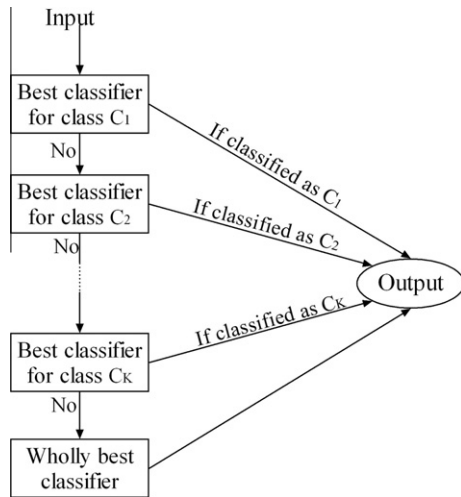 Input
Best classifier
for class C1
If classified as C1
No
Best classifier
for class C2
If classified as C2
No
Output
Best classifier
for class CK
If classified as CK
No
Wholly best
classifier